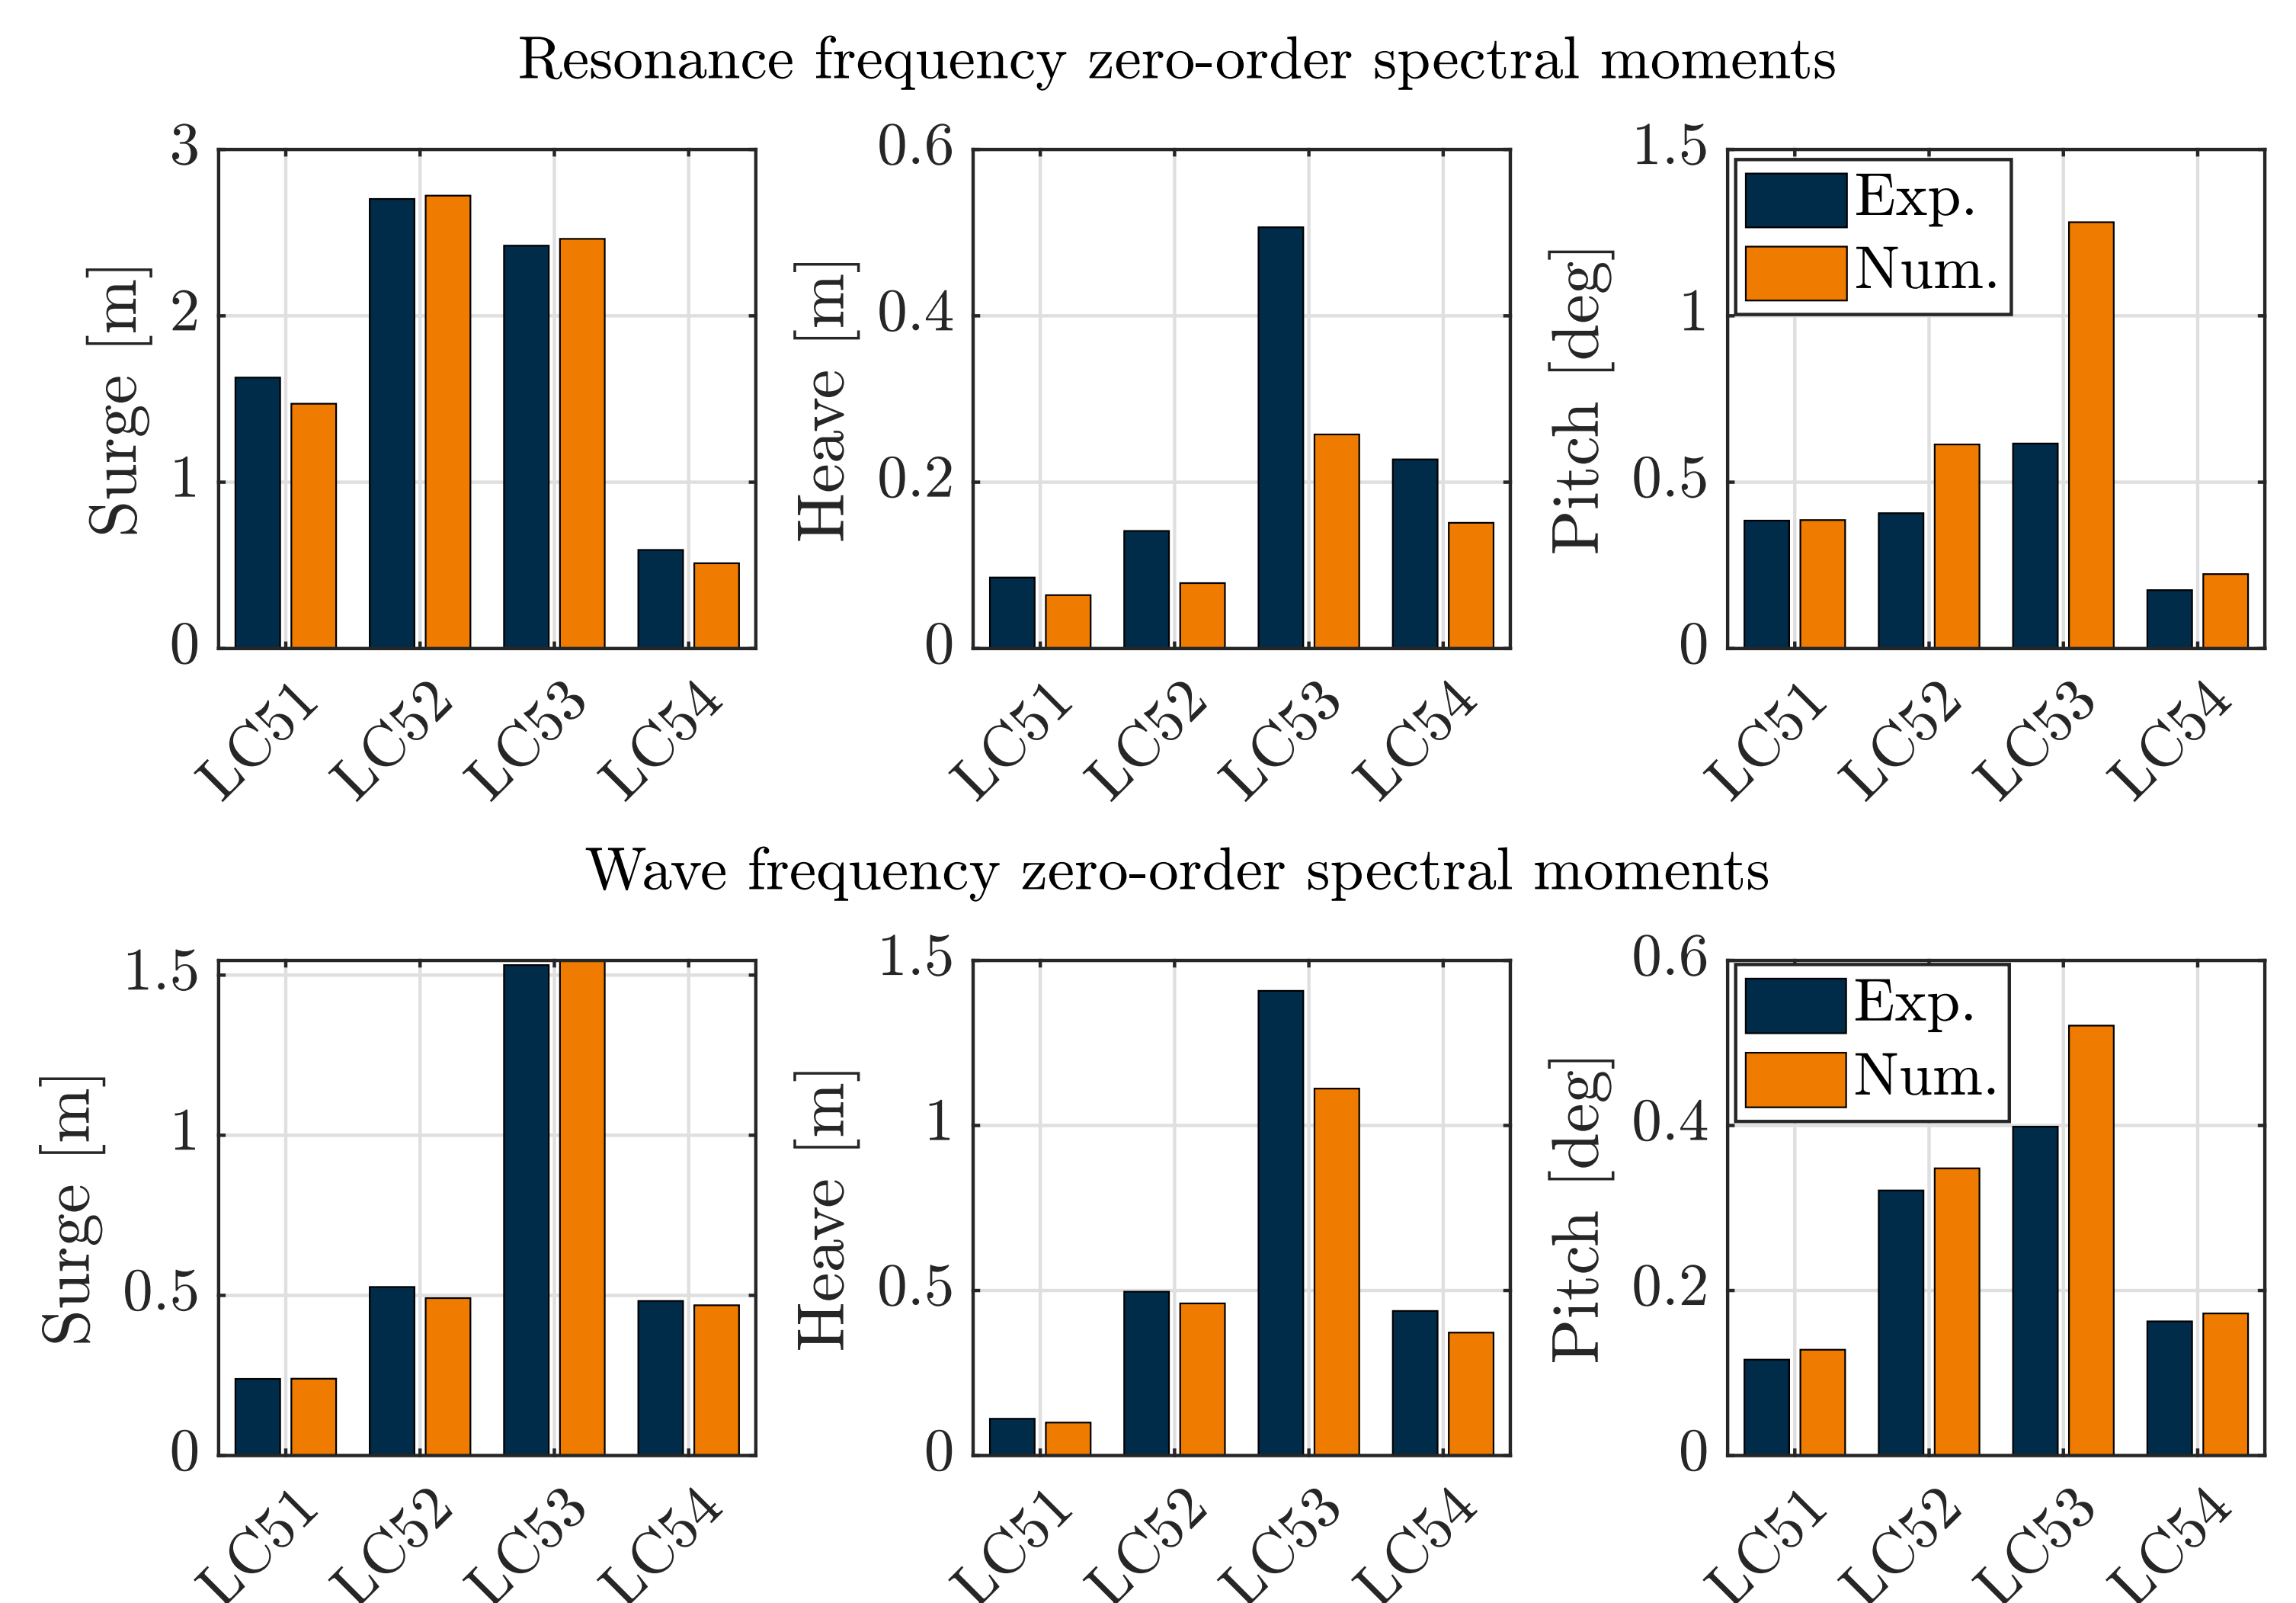 Resonance frequency zero-order spectral moments
Surge [m]
3
2
1
0
LC51
LC52
LC53
LC54
Heave [m]
0.6
0.4
0.2
0
LC51
LC52
LC53
LC54
Pitch [deg]
1.5
1
0.5
0
Exp.
Num.
LC51
LC52
LC53
LC54
Wave frequency zero-order spectral moments
Surge [m]
1.5
1
0.5
0
LC51
LC52
LC53
LC54
Heave [m]
1.5
1
0.5
0
LC51
LC52
LC53
LC54
Pitch [deg]
0.6
0.4
0.2
0
Exp.
Num.
LC51
LC52
LC53
LC54